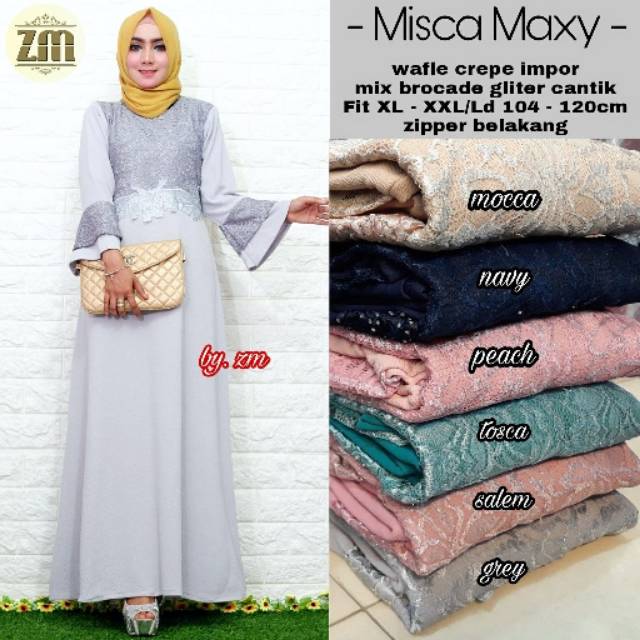 ZM
- Misca Maxy -
wafle crepe impor
mix brocade gliter cantik
Fit XL - XXL/Ld 104 - 120cm
zipper belakang
mocca
navy
peach
tosca
salem
grey
by. zm